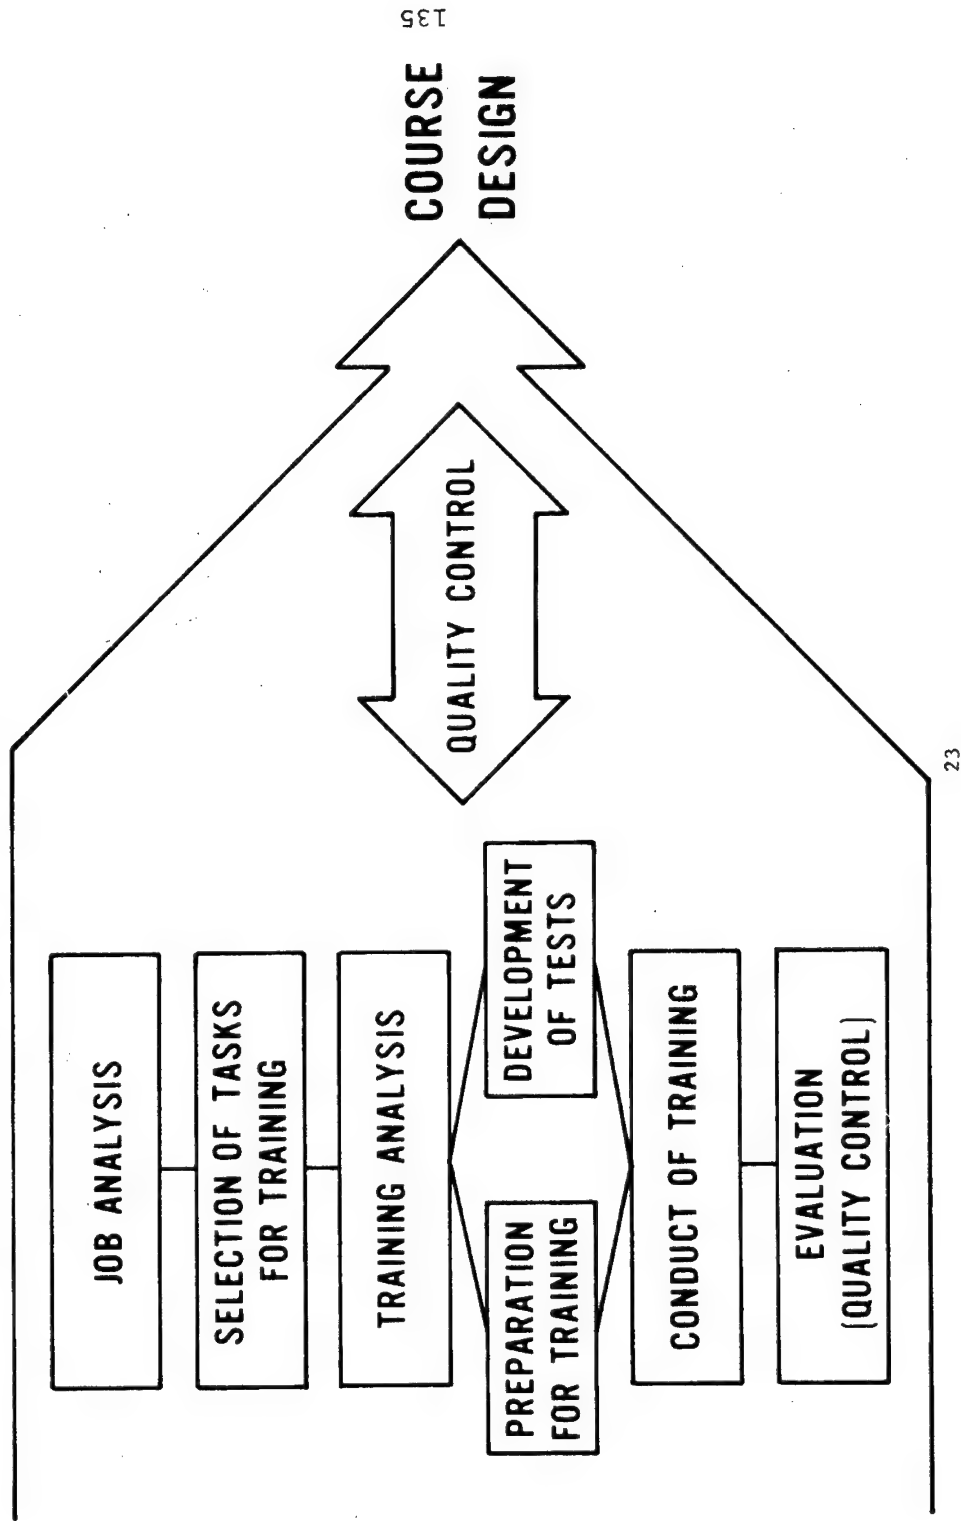 JOB ANALYSIS
SELECTION OF TASKS
FOR TRAINING
TRAINING ANALYSIS
PREPARATION
FOR TRAINING
DEVELOPMENT
OF TESTS
CONDUCT OF TRAINING
EVALUATION
(QUALITY CONTROL)
QUALITY CONTROL
COURSE
DESIGN
135
23